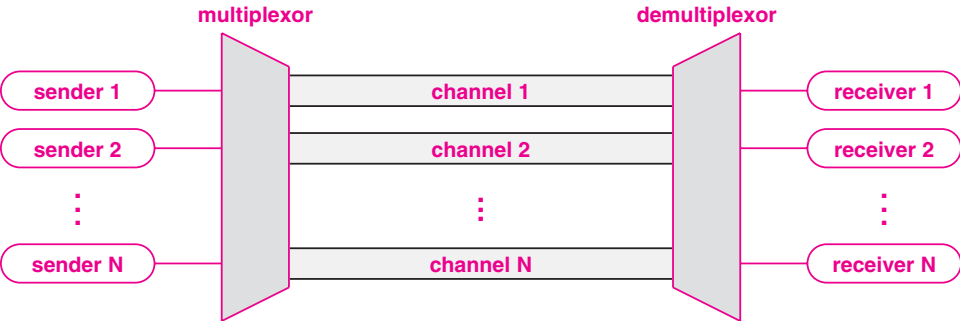 multiplexor demultiplexor
sender 1 channel 1 receiver 1
sender 2 channel 2 receiver 2
⋮ ⋮ ⋮
sender N channel N receiver N